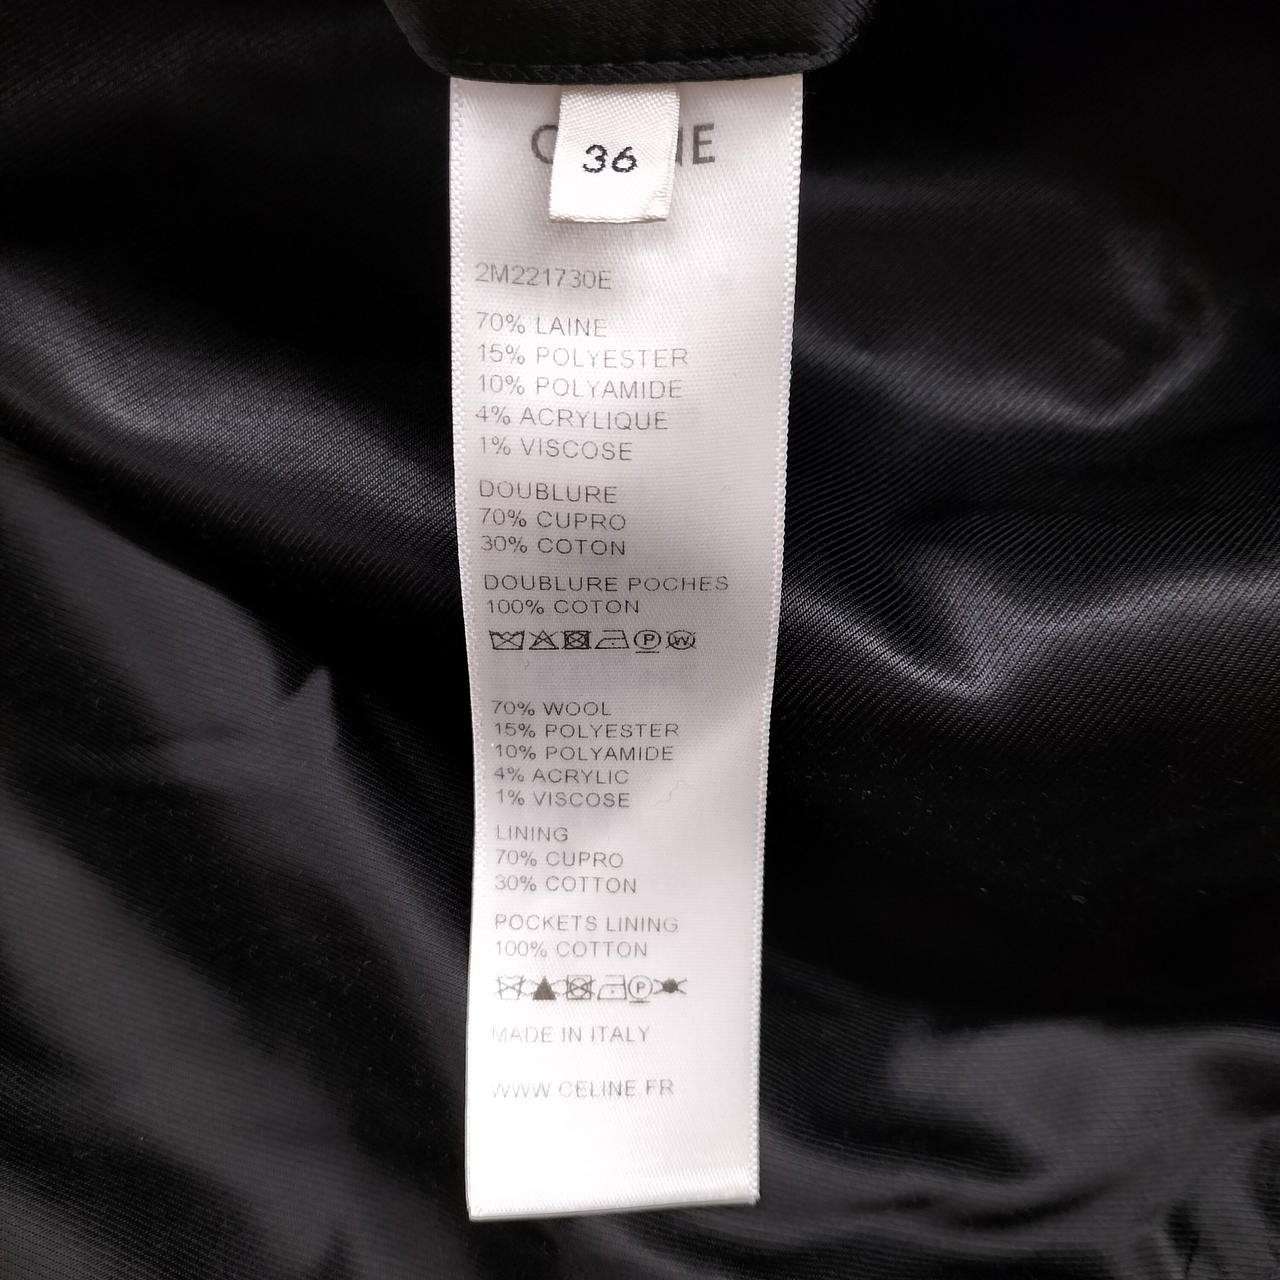 36
2M221730E
70% LAINE
15% POLYESTER
10% POLYAMIDE
4% ACRYLIQUE
1% VISCOSE
DOUBLURE
70% CUPRO
30% COTON
DOUBLURE POCHES
100% COTON
P W
70% WOOL
15% POLYESTER
10% POLYAMIDE
4% ACRYLIC
1% VISCOSE
LINING
70% CUPRO
30% COTTON
POCKETS LINING
100% COTTON
P
MADE IN ITALY
WWW.CELINE.FR